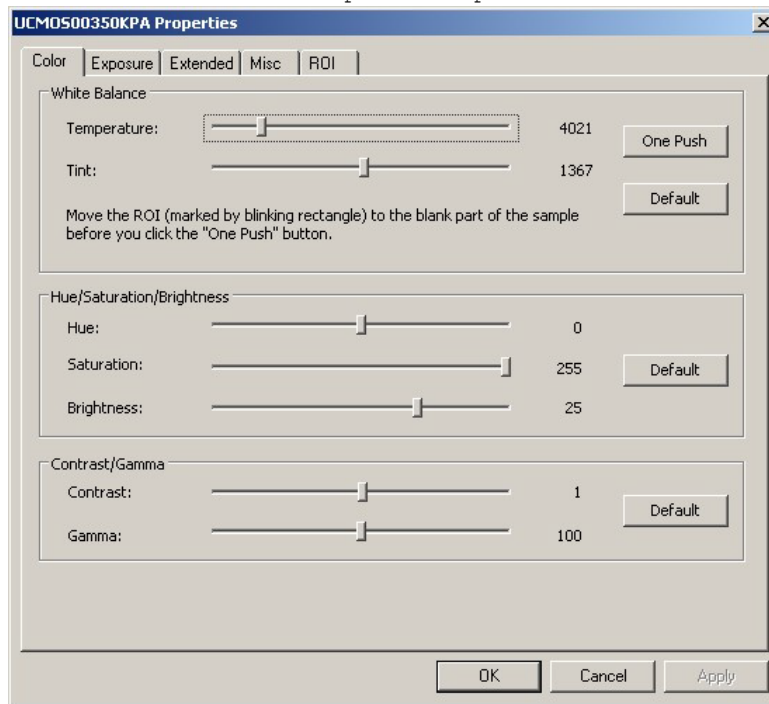 UCMOS00350KPA Properties
Color Exposure Extended Misc ROI
White Balance
Temperature: 4021 One Push
Tint: 1367
Default
Move the ROI (marked by blinking rectangle) to the blank part of the sample
before you click the "One Push" button.
Hue/Saturation/Brightness
Hue: 0
Saturation: 255 Default
Brightness: 25
Contrast/Gamma
Contrast: 1
Default
Gamma: 100
OK Cancel Apply